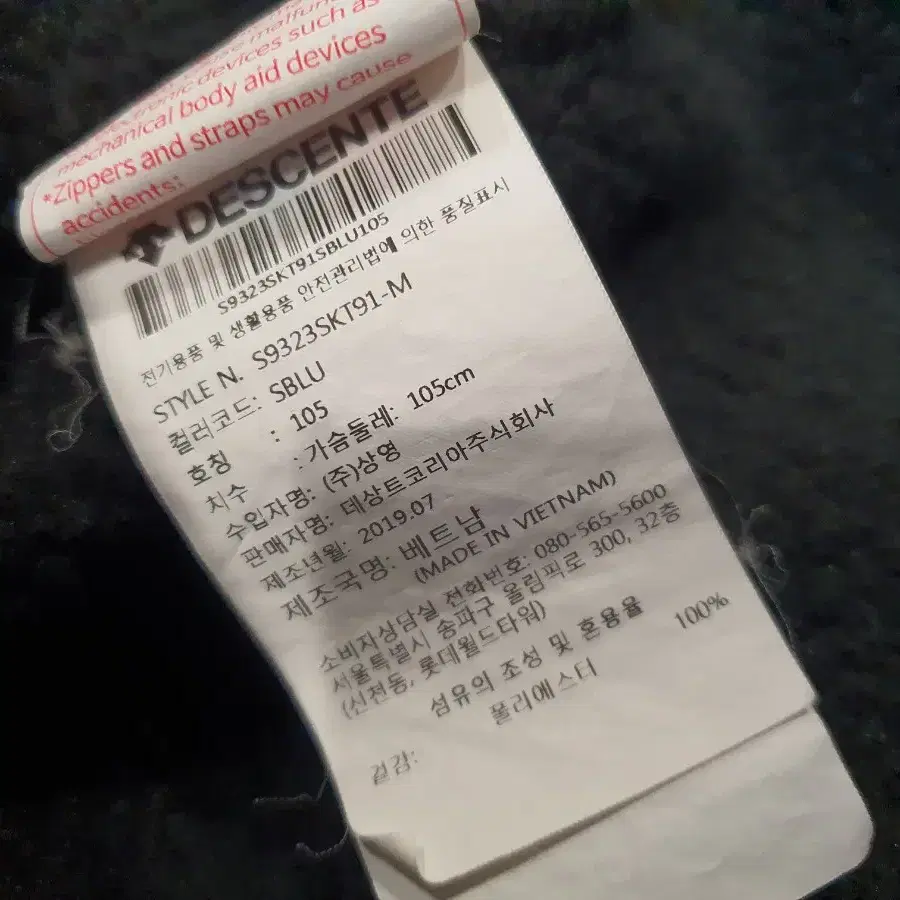 malfunc
electronic devices such as
mechanical body aid devices
*Zippers and straps may cause
accidents:
DESCENTE
S9323SKT91SBLU105
전기용품 및 생활용품 안전관리법에 의한 품질표시
STYLE N. S9323SKT91-M
컬러코드: SBLU
호칭 : 105
치수 : 가슴둘레: 105cm
수입자명: (주)상영
판매자명: 데상트코리아주식회사
제조년월: 2019.07
제조국명: 베트남
(MADE IN VIETNAM)
소비자상담실 전화번호: 080-565-5600
서울특별시 송파구 올림픽로 300, 32층
(신천동, 롯데월드타워)
섬유의 조성 및 혼용율
폴리에스터 100%
겉감: